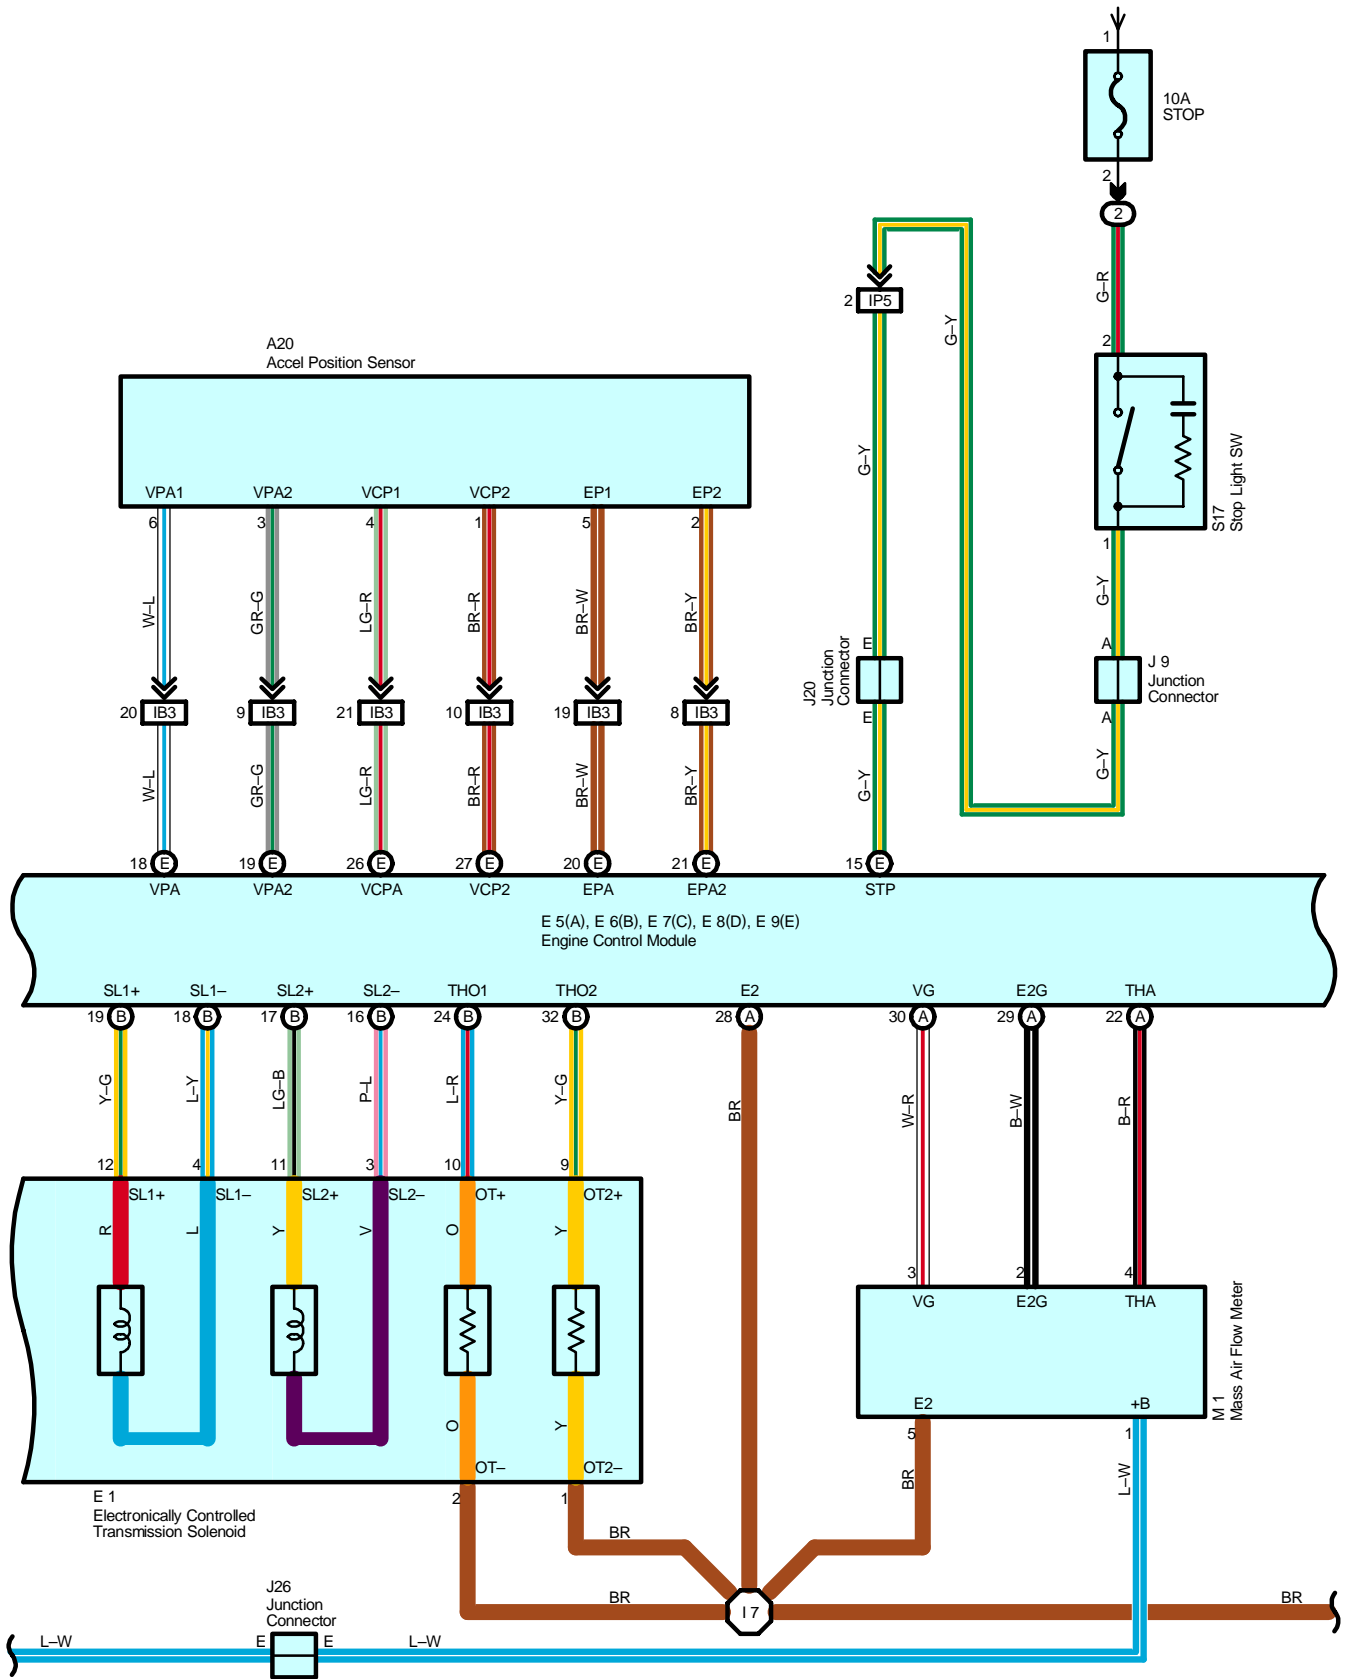 1
10A
STOP
2
2
G–R
2
S17
Stop Light SW
1
G–Y
A
J 9
Junction
Connector
A
G–Y
G–Y
2 IP5
G–Y
E
J20
Junction
Connector
E
G–Y
A20
Accel Position Sensor
VPA1 VPA2 VCP1 VCP2 EP1 EP2
6 3 4 1 5 2
W–L GR–G LG–R BR–R BR–W BR–Y
20 IB3 9 IB3 21 IB3 10 IB3 19 IB3 8 IB3
W–L GR–G LG–R BR–R BR–W BR–Y
18 E 19 E 26 E 27 E 20 E 21 E 15 E
VPA VPA2 VCPA VCP2 EPA EPA2 STP
E 5(A), E 6(B), E 7(C), E 8(D), E 9(E)
Engine Control Module
SL1+ SL1– SL2+ SL2– THO1 THO2 E2 VG E2G THA
19 B 18 B 17 B 16 B 24 B 32 B 28 A 30 A 29 A 22 A
Y–G L–Y LG–B P–L L–R Y–G BR W–R B–W B–R
12 4 11 3 10 9
SL1+ SL1– SL2+ SL2– OT+ OT2+
R L Y V O Y
3 2 4
VG E2G THA
M 1
Mass Air Flow Meter
E2 +B
5 1
BR L–W
O Y
OT– OT2–
2 1
E 1
Electronically Controlled
Transmission Solenoid
BR
BR
I 7
BR
J26
Junction
Connector
L–W E E L–W